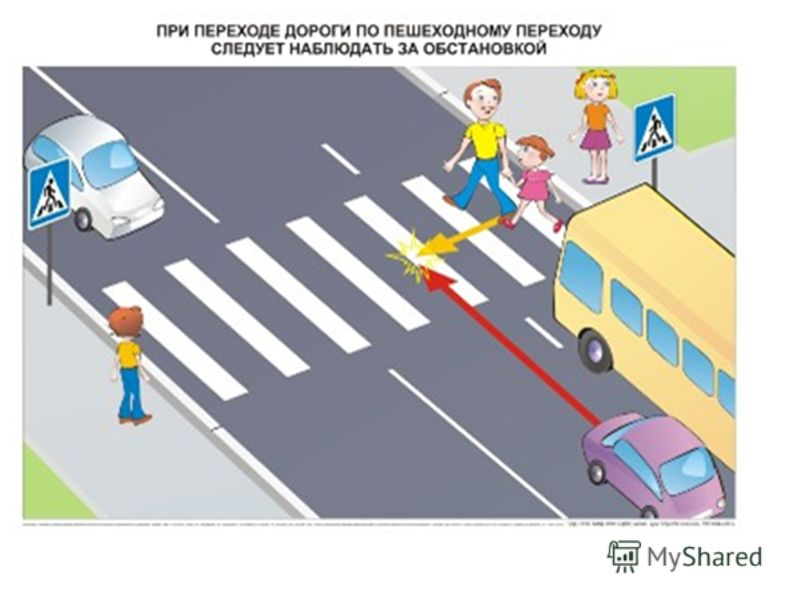 ПРИ ПЕРЕХОДЕ ДОРОГИ ПО ПЕШЕХОДНОМУ ПЕРЕХОДУ
СЛЕДУЕТ НАБЛЮДАТЬ ЗА ОБСТАНОВКОЙ
MyShared